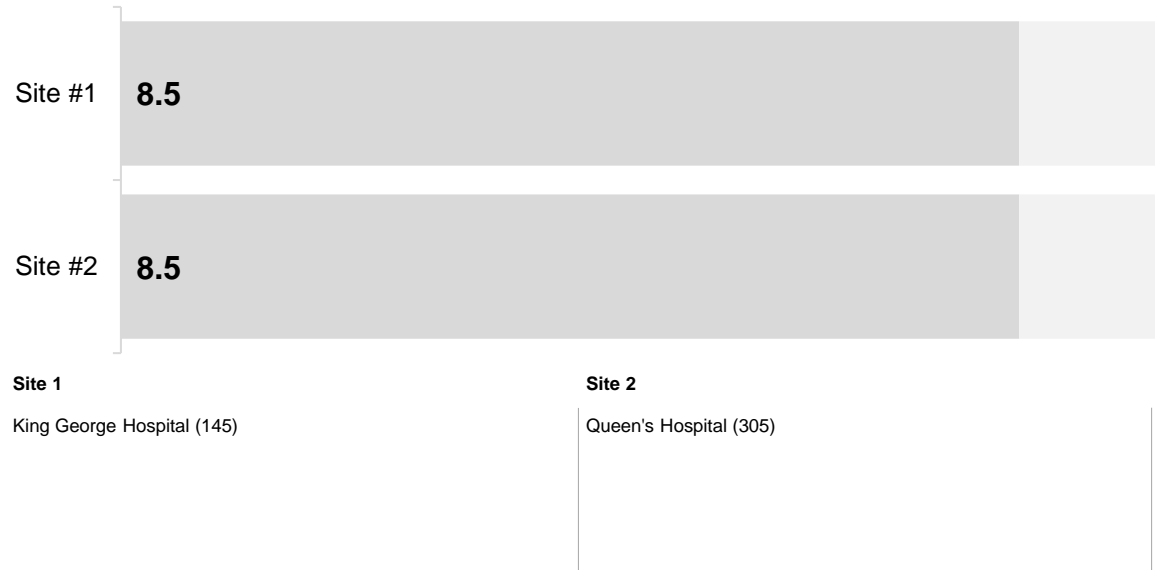 Site #1
8.5
Site #2
8.5
Site 1
King George Hospital (145)
Site 2
Queen's Hospital (305)